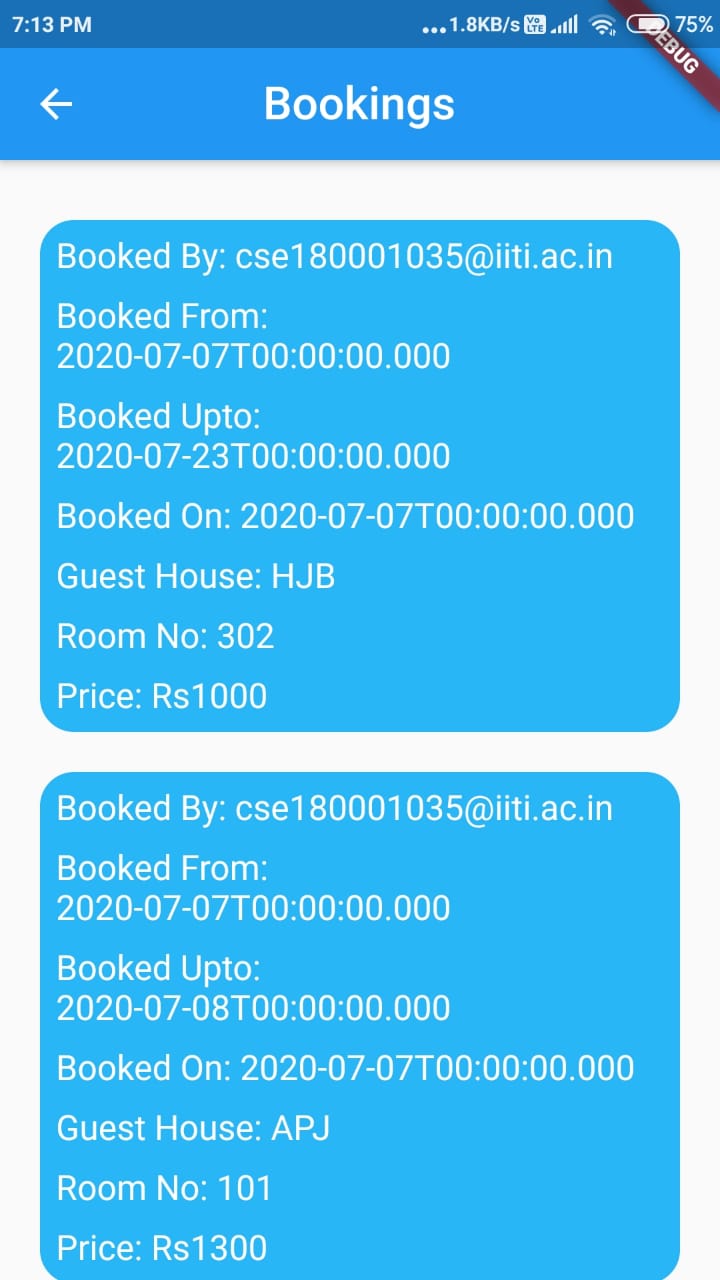 7:13 PM
...1.8KB/s Vo LTE 75%
DEBUG
Bookings
Booked By: cse180001035@iiti.ac.in
Booked From:
2020-07-07T00:00:00.000
Booked Upto:
2020-07-23T00:00:00.000
Booked On: 2020-07-07T00:00:00.000
Guest House: HJB
Room No: 302
Price: Rs1000
Booked By: cse180001035@iiti.ac.in
Booked From:
2020-07-07T00:00:00.000
Booked Upto:
2020-07-08T00:00:00.000
Booked On: 2020-07-07T00:00:00.000
Guest House: APJ
Room No: 101
Price: Rs1300